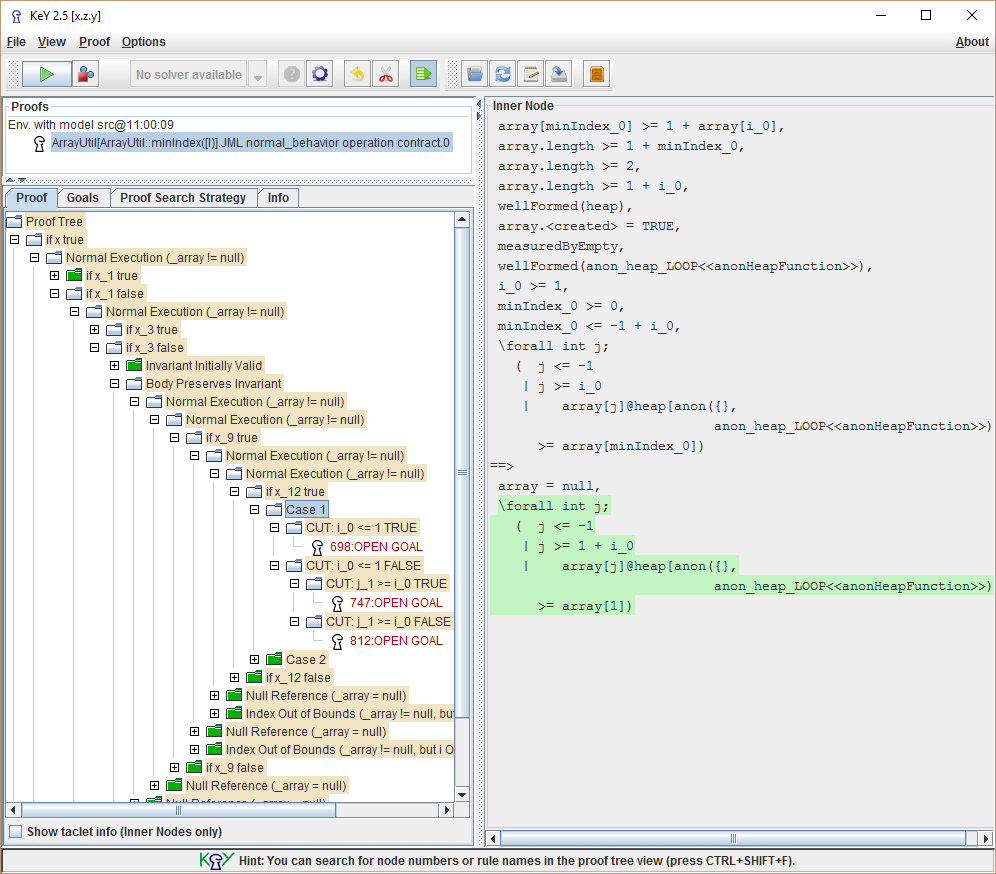 KeY 2.5 [x.z.y]
File View Proof Options About
No solver available
Proofs
Env. with model src@11:00:09
ArrayUtil[ArrayUtil::minIndex([I)].JML normal_behavior operation contract.0
Proof Goals Proof Search Strategy Info
Proof Tree
if x true
Normal Execution (_array != null)
if x_1 true
if x_1 false
Normal Execution (_array != null)
if x_3 true
if x_3 false
Invariant Initially Valid
Body Preserves Invariant
Normal Execution (_array != null)
Normal Execution (_array != null)
if x_9 true
Normal Execution (_array != null)
Normal Execution (_array != null)
if x_12 true
Case 1
CUT: i_0 <= 1 TRUE
698:OPEN GOAL
CUT: i_0 <= 1 FALSE
CUT: j_1 >= i_0 TRUE
747:OPEN GOAL
CUT: j_1 >= i_0 FALSE
812:OPEN GOAL
Case 2
if x_12 false
Null Reference (_array = null)
Index Out of Bounds (_array != null, bu
Null Reference (_array = null)
Index Out of Bounds (_array != null, but i O
if x_9 false
Null Reference (_array = null)
Null Reference (_array = null)
Show taclet info (Inner Nodes only)
Inner Node
array[minIndex_0] >= 1 + array[i_0],
array.length >= 1 + minIndex_0,
array.length >= 2,
array.length >= 1 + i_0,
wellFormed(heap),
array.<created> = TRUE,
measuredByEmpty,
wellFormed(anon_heap_LOOP<<anonHeapFunction>>),
i_0 >= 1,
minIndex_0 >= 0,
minIndex_0 <= -1 + i_0,
\forall int j;
( j <= -1
| j >= i_0
| array[j]@heap[anon({},
anon_heap_LOOP<<anonHeapFunction>>)
>= array[minIndex_0])
==>
array = null,
\forall int j;
( j <= -1
| j >= 1 + i_0
| array[j]@heap[anon({},
anon_heap_LOOP<<anonHeapFunction>>)
>= array[1])
KeY Hint: You can search for node numbers or rule names in the proof tree view (press CTRL+SHIFT+F).